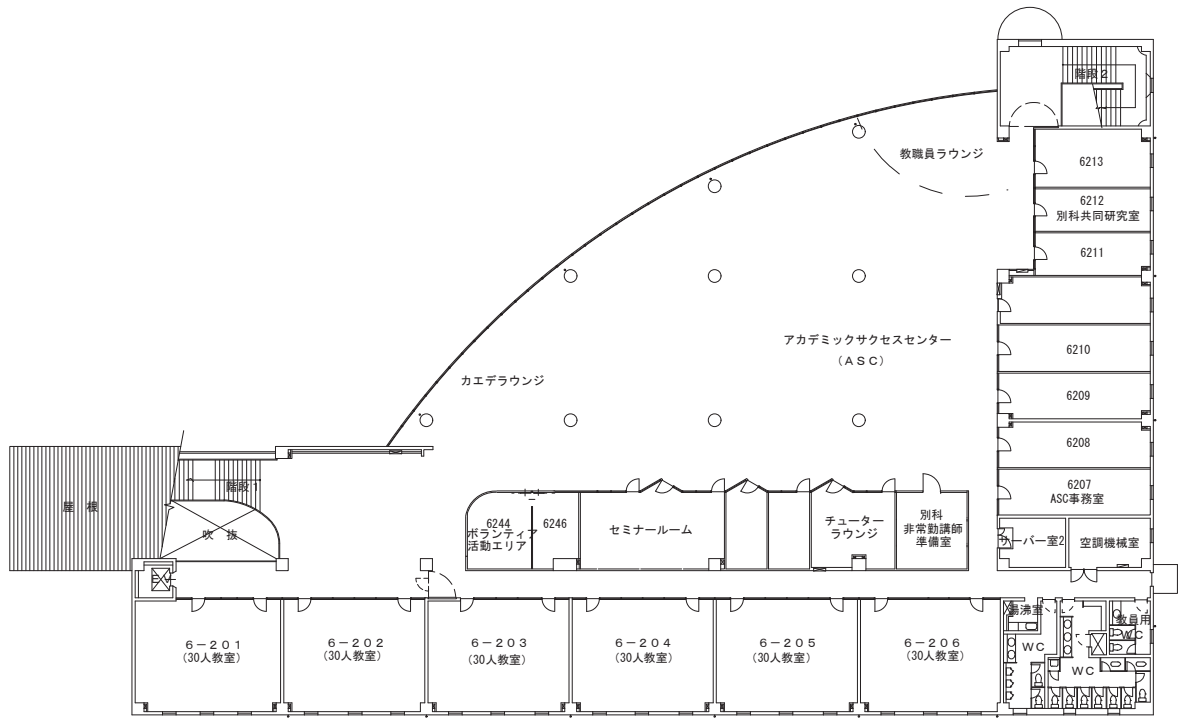 階段２
教職員ラウンジ
6213
6212
別科共同研究室
6211
アカデミックサクセスセンター
（ＡＳＣ）
6210
カエデラウンジ
6209
6208
6207
ASC事務室
階段１
屋 根
吹 抜
6244
ボランティア
活動エリア
6246
セミナールーム
チューター
ラウンジ
別科
非常勤講師
準備室
サーバー室2
空調機械室
ＥＶ
６－２０１
(30人教室)
６－２０２
(30人教室)
６－２０３
(30人教室)
６－２０４
(30人教室)
６－２０５
(30人教室)
６－２０６
(30人教室)
湯沸室
ＷＣ
ＷＣ
教員用
ＷＣ